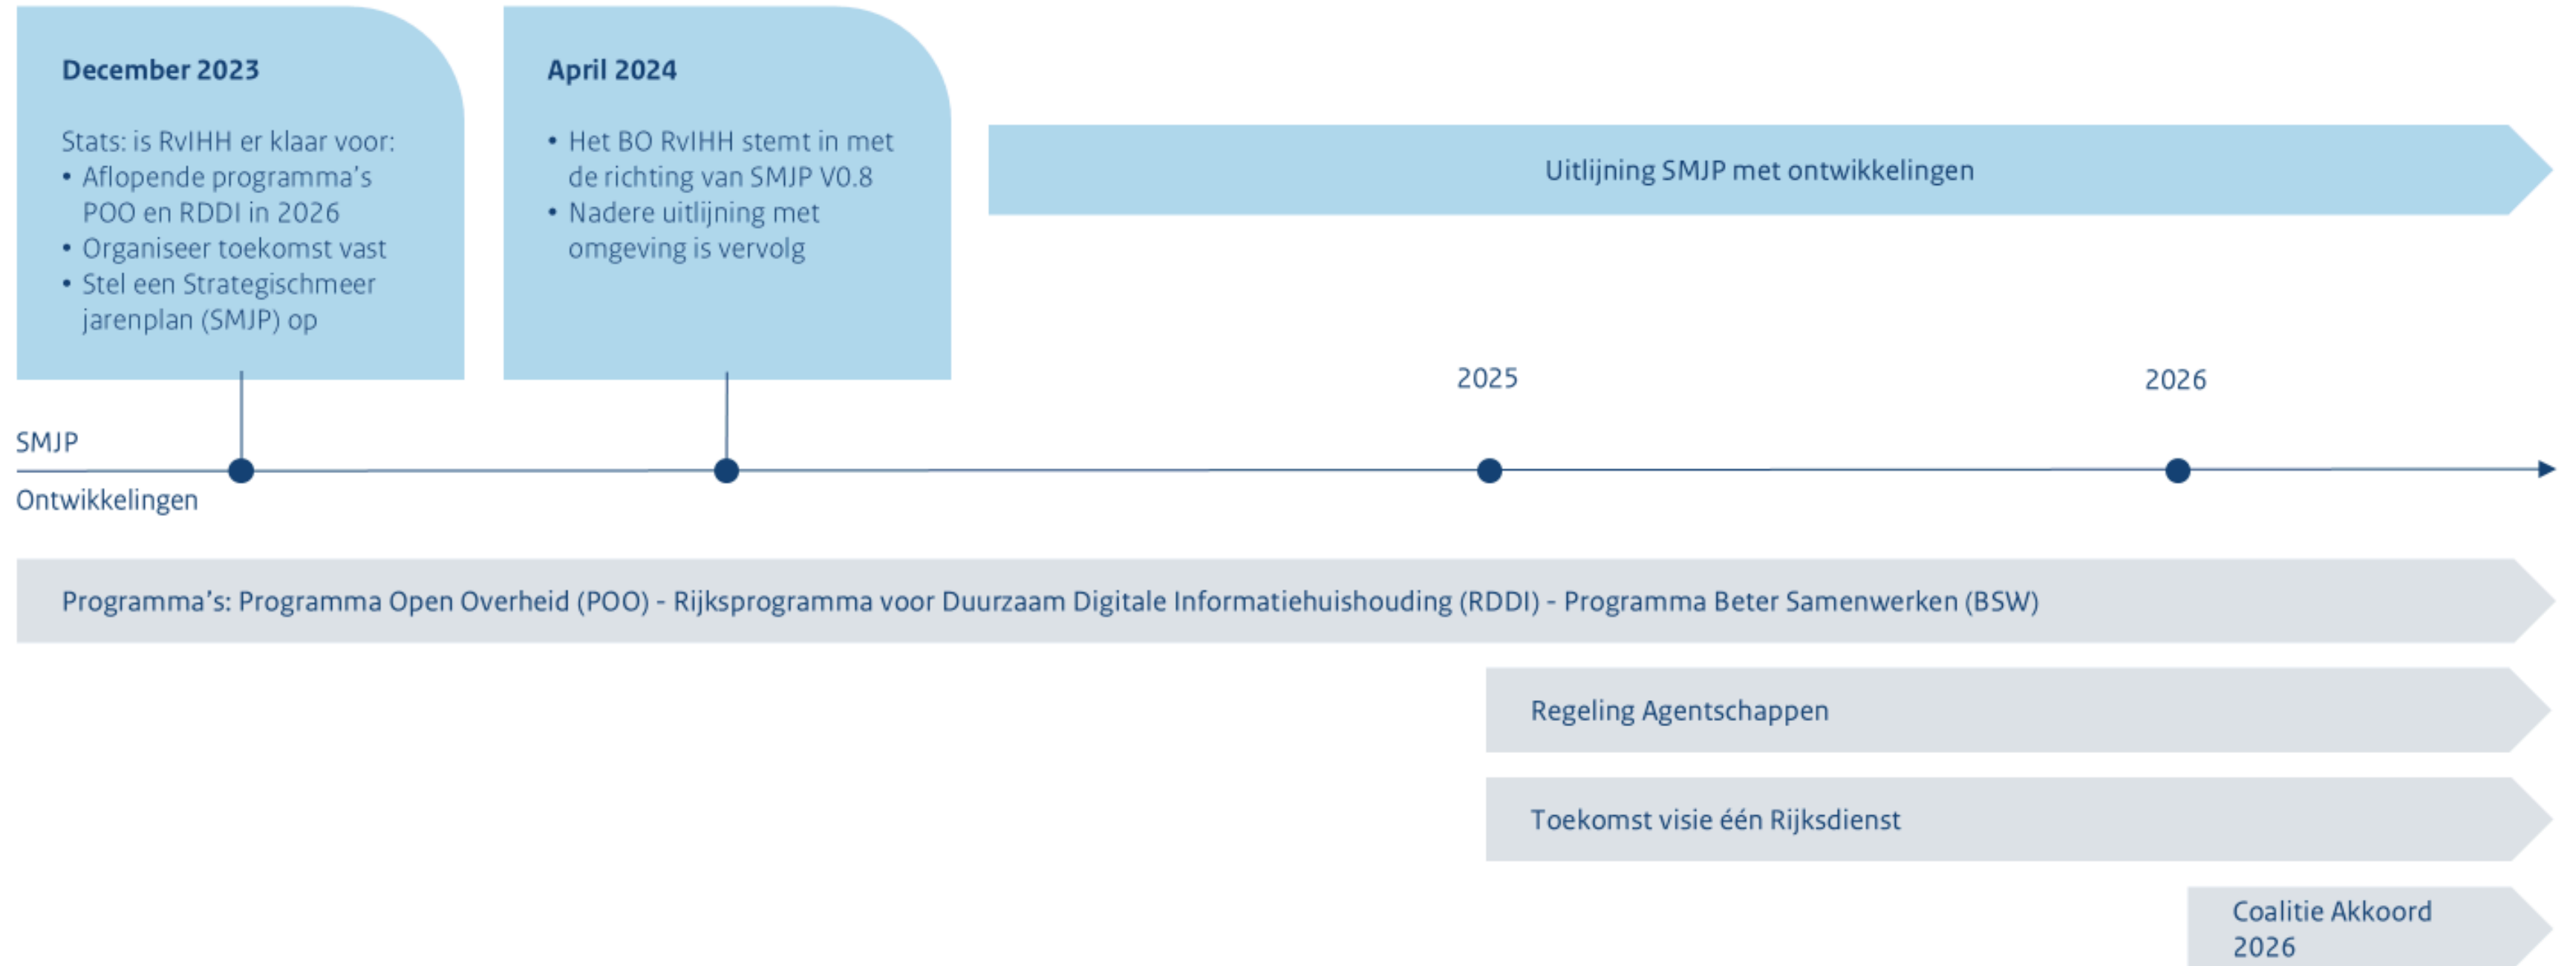 December 2023
Stats: is RvIHH er klaar voor:
• Aflopende programma's
POO en RDDI in 2026
• Organiseer toekomst vast
• Stel een Strategischmeer
jarenplan (SMJP) op
April 2024
• Het BO RvIHH stemt in met
de richting van SMJP V0.8
• Nadere uitlijning met
omgeving is vervolg
Uitlijning SMJP met ontwikkelingen
2025
2026
SMJP
Ontwikkelingen
Programma's: Programma Open Overheid (POO) - Rijksprogramma voor Duurzaam Digitale Informatiehuishouding (RDDI) - Programma Beter Samenwerken (BSW)
Regeling Agentschappen
Toekomst visie één Rijksdienst
Coalitie Akkoord
2026